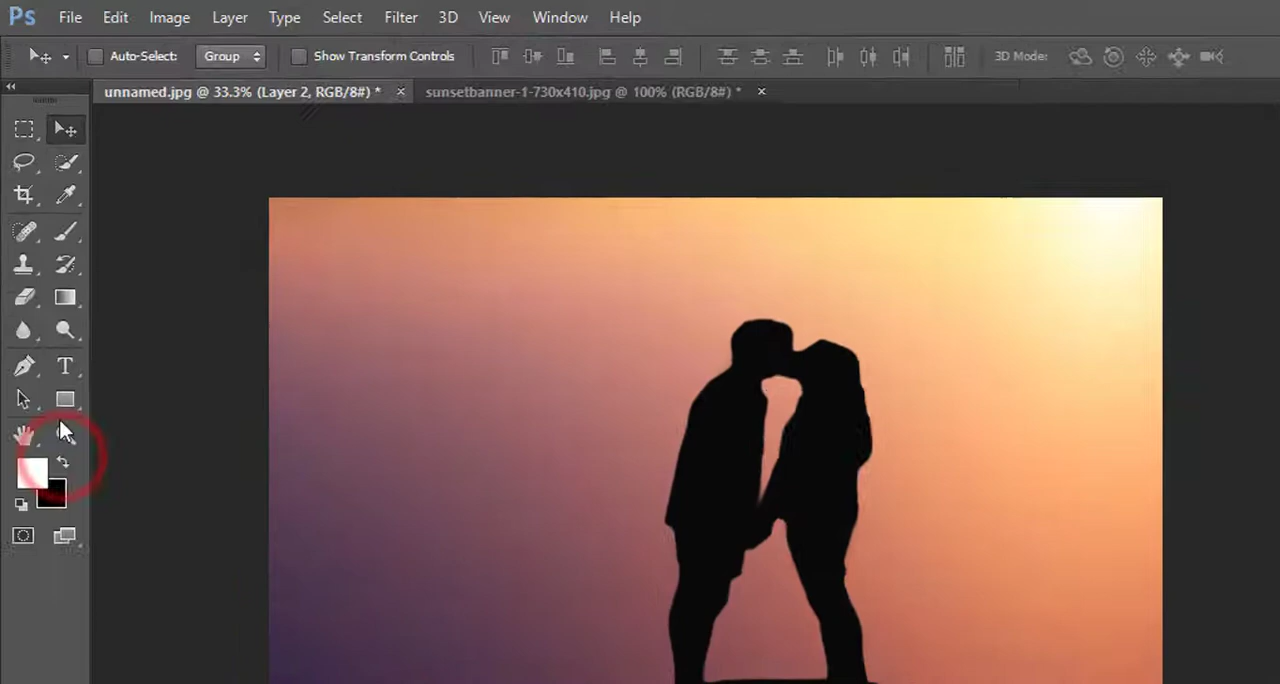 Ps File Edit Image Layer Type Select Filter 3D View Window Help
Auto-Select: Group Show Transform Controls 3D Mode:
unnamed.jpg @ 33.3% (Layer 2, RGB/8#) * × sunsetbanner-1-730x410.jpg @ 100% (RGB/8#) * ×
T